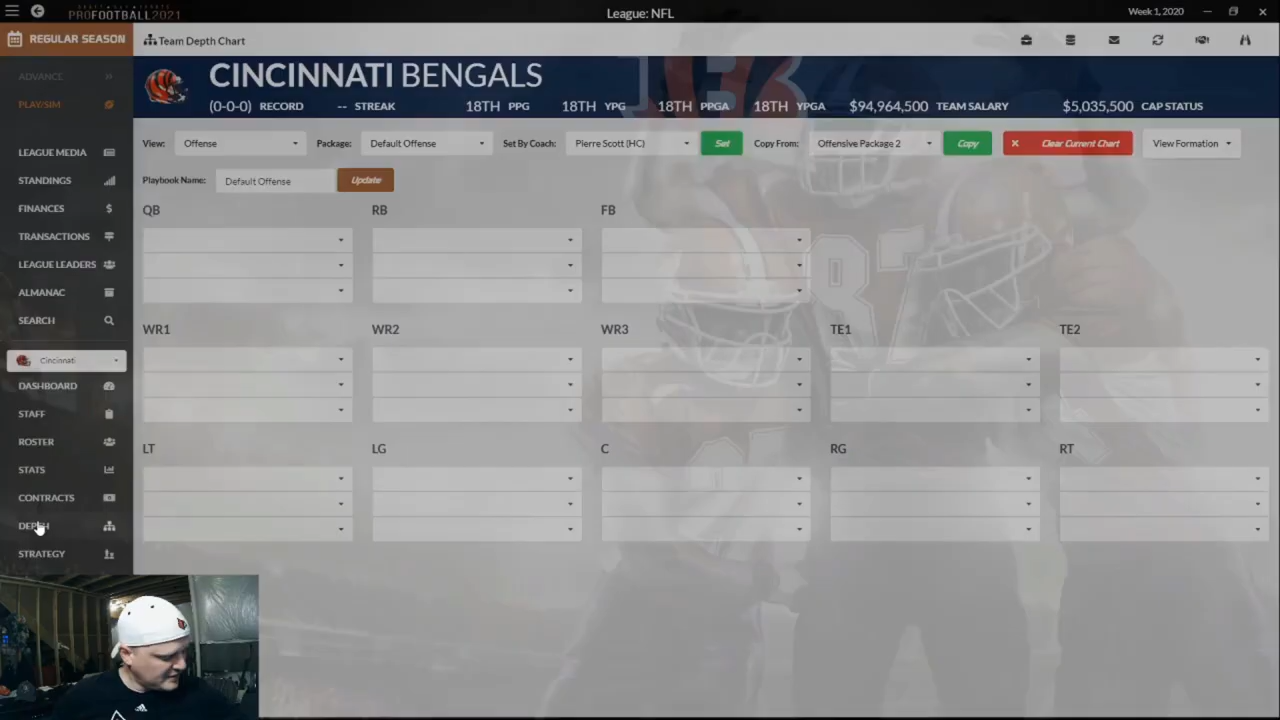 DRAFT DAY SPORTS
PROFOOTBALL2021
League: NFL
Week 1, 2020
REGULAR SEASON
Team Depth Chart
ADVANCE
PLAY/SIM
LEAGUE MEDIA
STANDINGS
FINANCES
$
TRANSACTIONS
LEAGUE LEADERS
ALMANAC
SEARCH
Cincinnati
DASHBOARD
STAFF
ROSTER
STATS
CONTRACTS
DEPTH
STRATEGY
CINCINNATI BENGALS
(0-0-0) RECORD -- STREAK 18TH PPG 18TH YPG 18TH PPGA 18TH YPGA $94,964,500 TEAM SALARY $5,035,500 CAP STATUS
View: Offense Package: Default Offense Set By Coach: Pierre Scott (HC) Set Copy From: Offensive Package 2 Copy Clear Current Chart View Formation
Playbook Name: Default Offense Update
QB RB FB
WR1 WR2 WR3 TE1 TE2
LT LG C RG RT